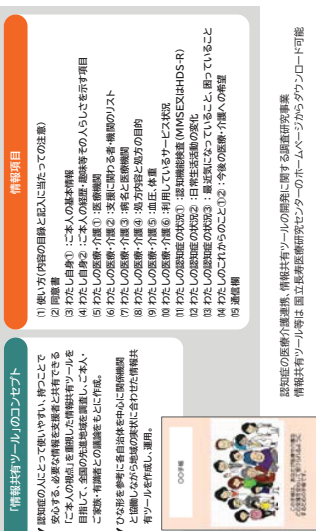 「情報共有ツール」のコンセプト
▼認知症の人にとって使いやすい、持つことで
安心する、必要な情報を支援者と共有できる
「ご本人の視点」を重視した情報共有ツールを
目指して、全国の先進地域を調査し、ご本人・
ご家族・有識者との議論をもとに作成。
▼ひな形を参考に各自治体を中心に関係機関
と協働しながら地域の実状に合わせた情報共
有ツールを作成し、運用。
情報項目
(1) 使い方(内容の目録と記入に当たっての注意)
(2) 同意書
(3) わたし自身①:ご本人の基本情報
(4) わたし自身②:ご本人の経歴・趣味等その人らしさを示す項目
(5) わたしの医療・介護①:医療機関
(6) わたしの医療・介護②:支援に関わる者・機関のリスト
(7) わたしの医療・介護③:病名と医療機関
(8) わたしの医療・介護④:処方内容と処方の目的
(9) わたしの医療・介護⑤:血圧、体重
(10) わたしの医療・介護⑥:利用しているサービス状況
(11) わたしの認知症の状況①:認知機能検査(MMSE又はHDS-R)
(12) わたしの認知症の状況②:日常生活活動の変化
(13) わたしの認知症の状況③:最近気になっていること、困っていること
(14) わたしのこれからのこと①②:今後の医療・介護への希望
(15) 通信欄
〇〇手帳
認知症の医療介護連携、情報共有ツールの開発に関する調査研究事業
情報共有ツール等は 国立長寿医療研究センターのホームページからダウンロード可能